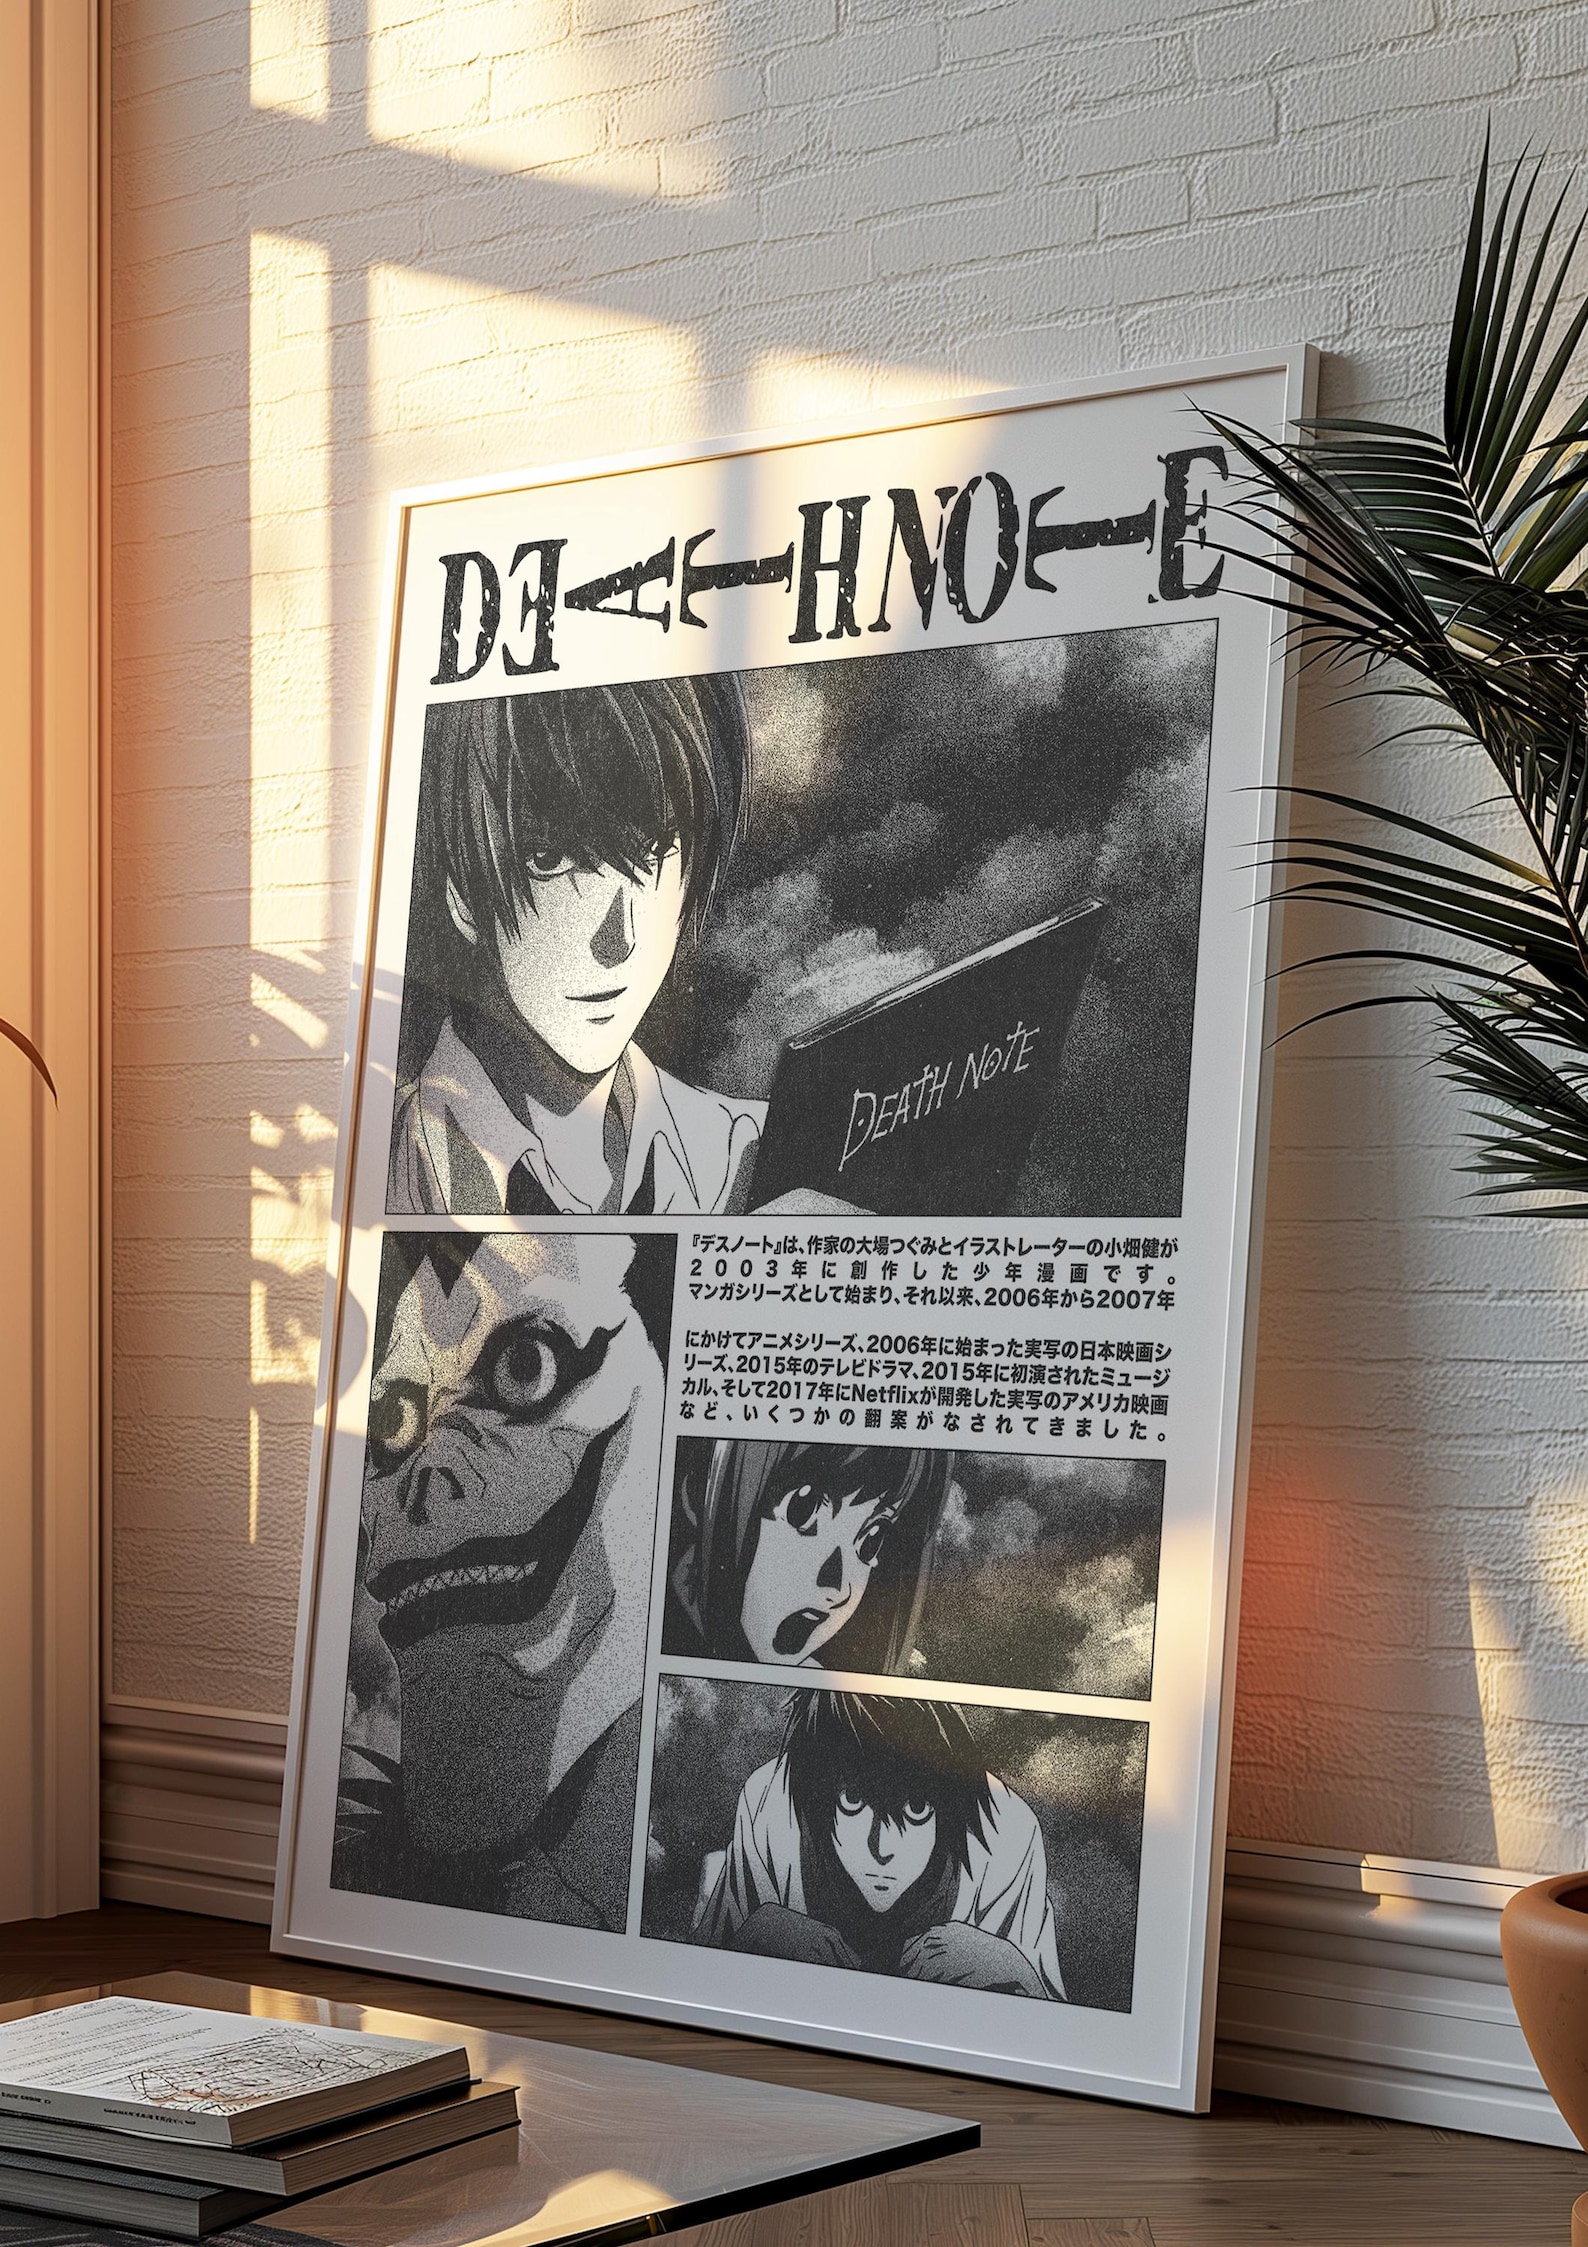 DEATH NOTE
DEATH NOTE
『デスノート』は、作家の大場つぐみとイラストレーターの小畑健が
2003年に創作した少年漫画です。
マンガシリーズとして始まり、それ以来、2006年から2007年
にかけてアニメシリーズ、2006年に始まった実写の日本映画シ
リーズ、2015年のテレビドラマ、2015年に初演されたミュージ
カル、そして2017年にNetflixが開発した実写のアメリカ映画
など、いくつかの翻案がなされてきました。